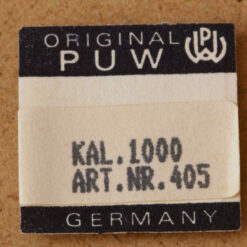 ORIGINAL
PUW
PUW
KAL.1000
ART.NR.405
GERMANY